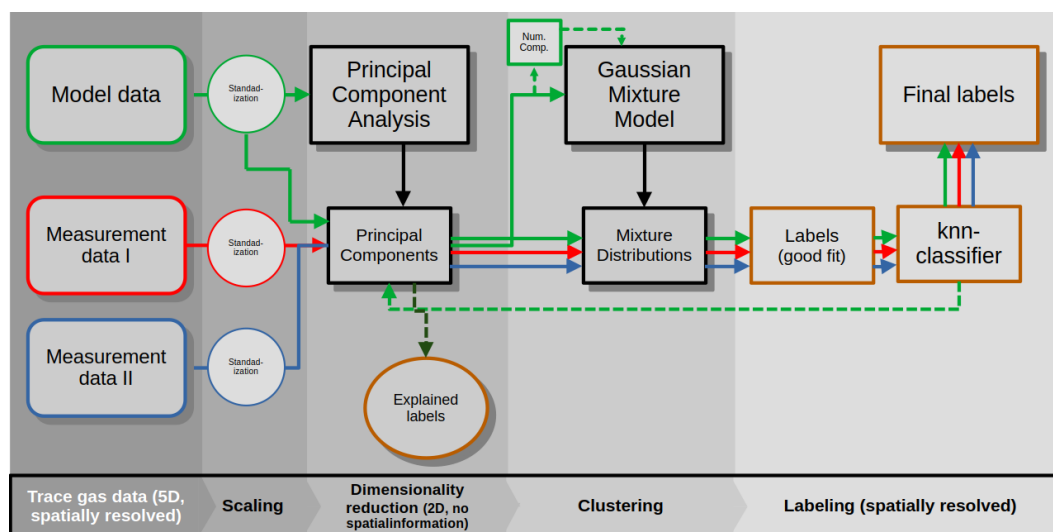 Model data
Standad-
ization
Principal
Component
Analysis
Num.
Comp.
Gaussian
Mixture
Model
Final labels
Measurement
data I
Standad-
ization
Principal
Components
Mixture
Distributions
Labels
(good fit)
knn-
classifier
Measurement
data II
Standad-
ization
Explained
labels
Trace gas data (5D,
spatially resolved)
Scaling
Dimensionality
reduction (2D, no
spatialinformation)
Clustering
Labeling (spatially resolved)